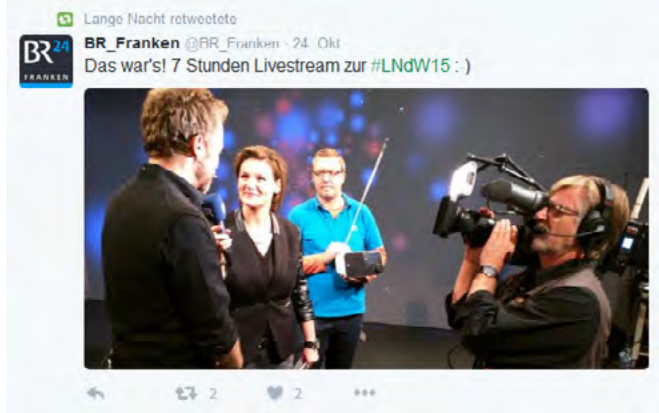 Lange Nacht retweetete
BR24
FRANKEN
BR_Franken @BR_Franken · 24. Okt
Das war's! 7 Stunden Livestream zur #LNdW15 :-)
2
2